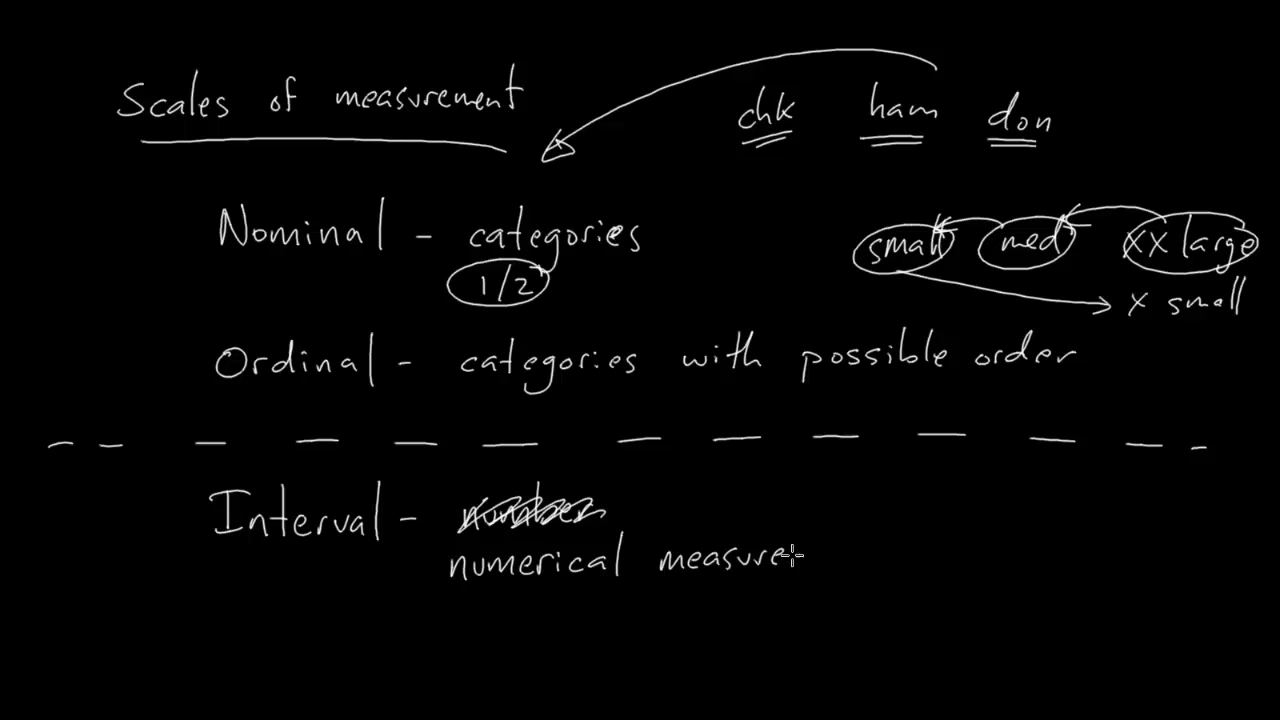 Scales of measurement
chk ham don
Nominal - categories
1/2
small med XX large
x small
Ordinal - categories with possible order
Interval - number
numerical measure